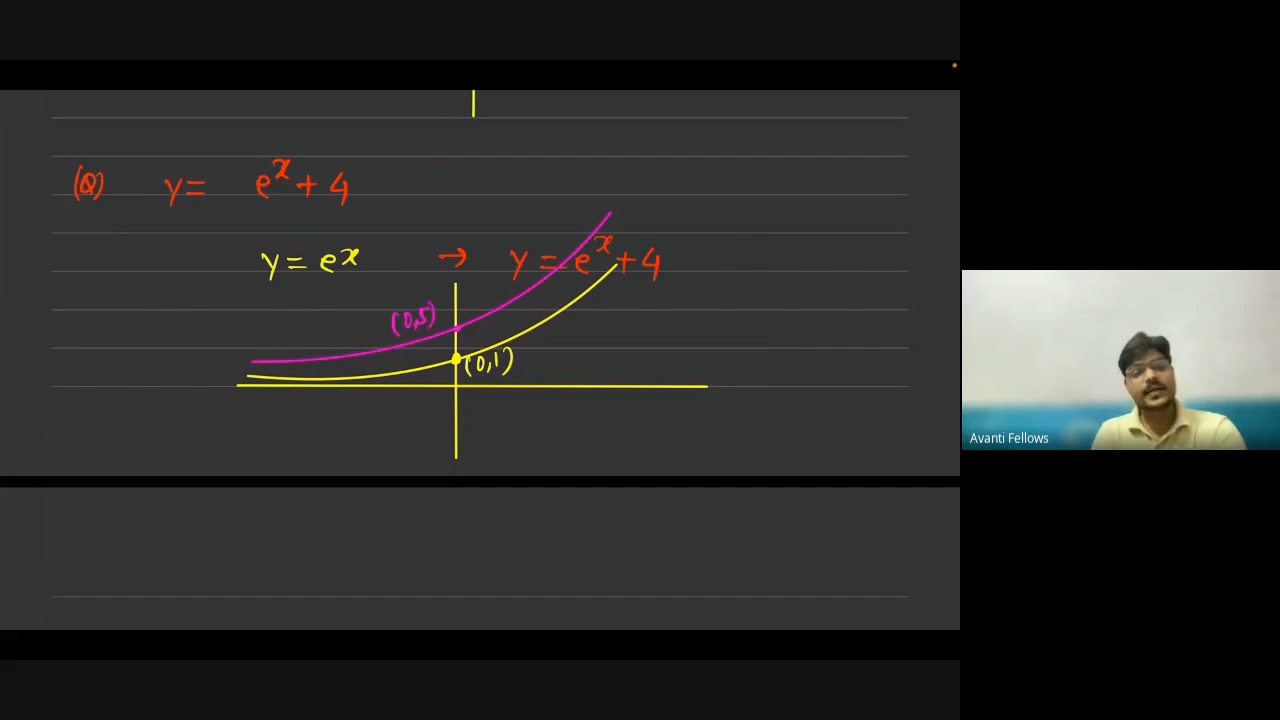 (Q) y = e^x + 4
y = e^x → y = e^x + 4
(0,5)
(0,1)
Avanti Fellows